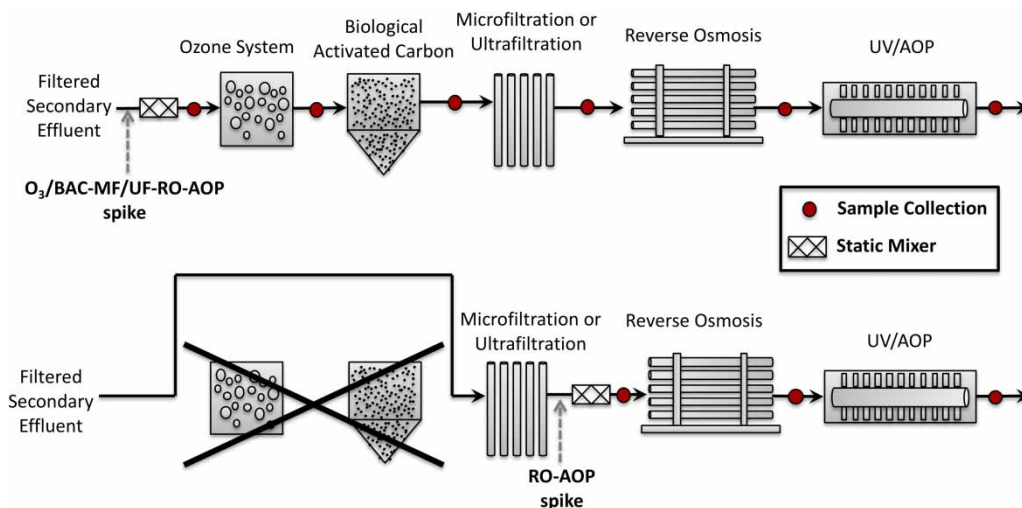 Ozone System
Biological
Activated Carbon
Microfiltration or
Ultrafiltration
Reverse Osmosis
UV/AOP
Filtered
Secondary
Effluent
O₃/BAC-MF/UF-RO-AOP
spike
Sample Collection
Static Mixer
Microfiltration or
Ultrafiltration
Reverse Osmosis
UV/AOP
Filtered
Secondary
Effluent
RO-AOP
spike